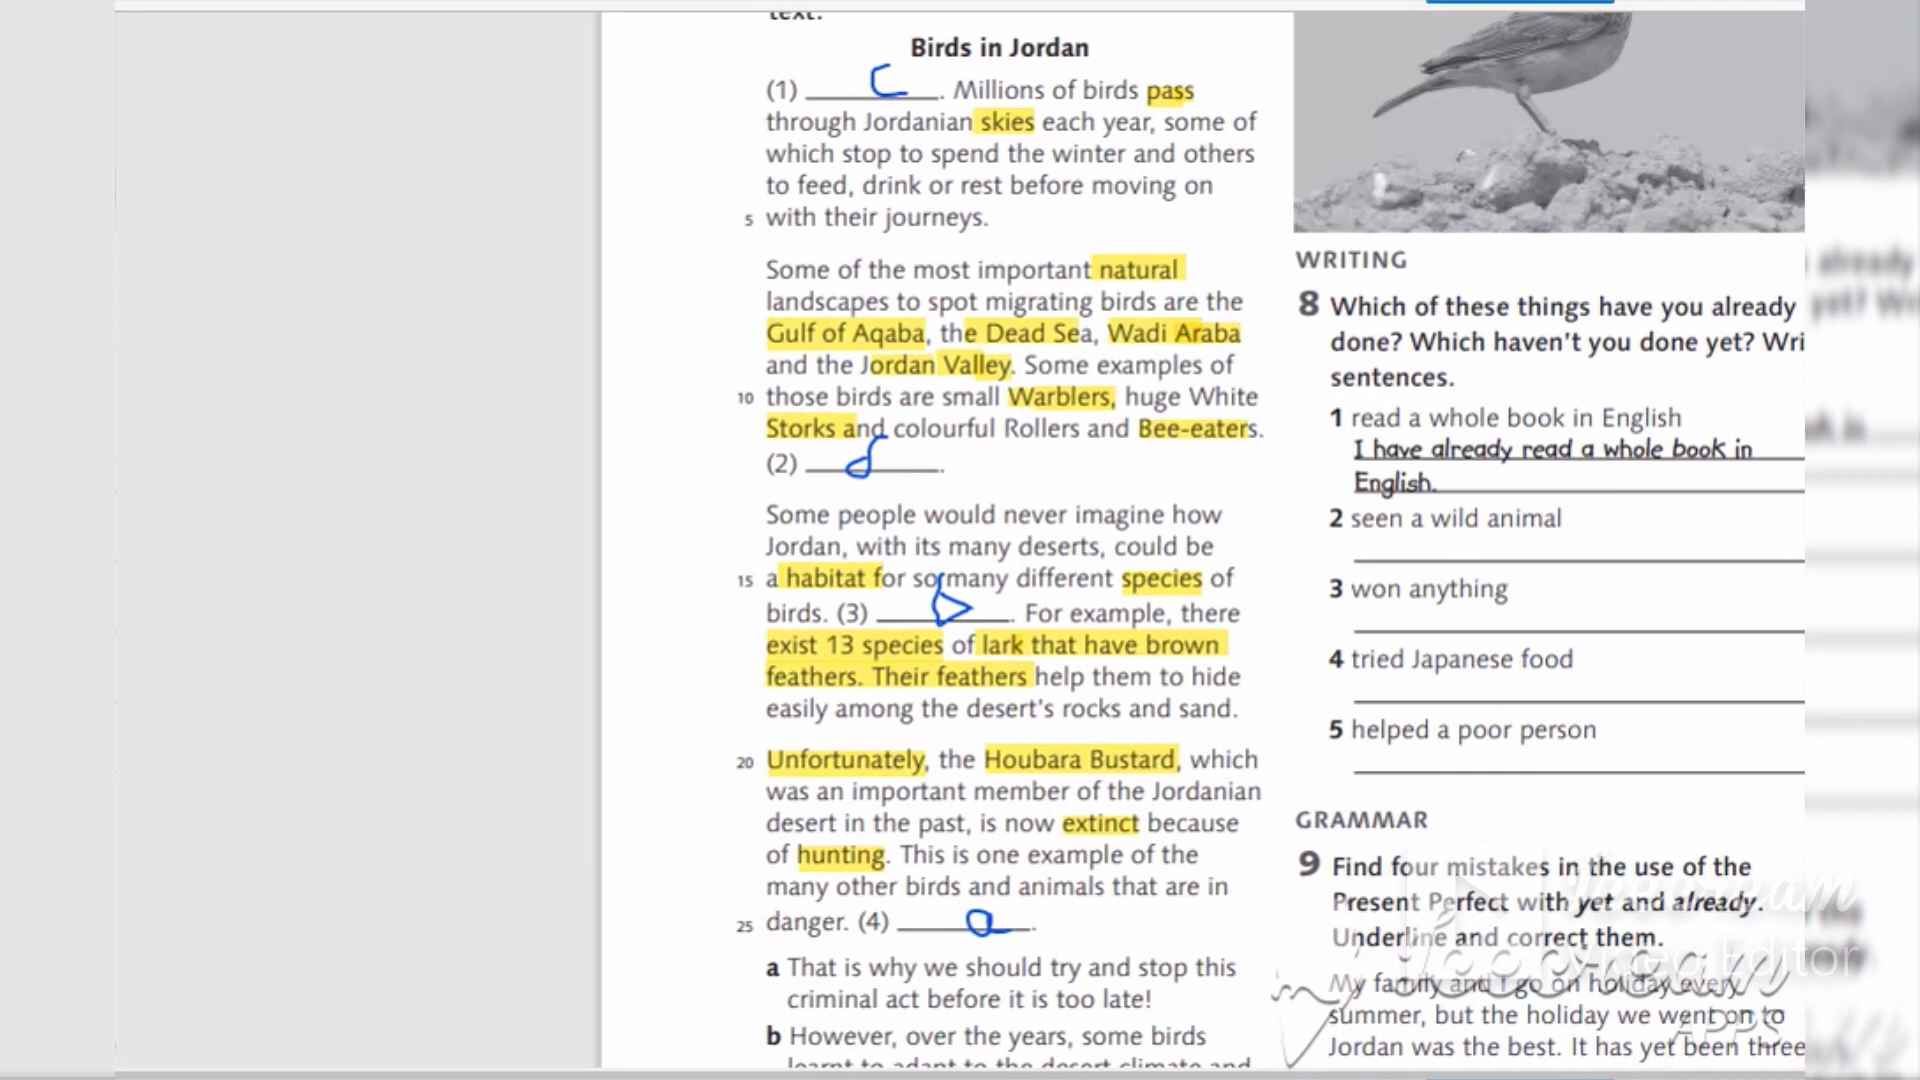 Birds in Jordan
(1) C . Millions of birds pass
through Jordanian skies each year, some of
which stop to spend the winter and others
to feed, drink or rest before moving on
5 with their journeys.
Some of the most important natural
landscapes to spot migrating birds are the
Gulf of Aqaba, the Dead Sea, Wadi Araba
and the Jordan Valley. Some examples of
10 those birds are small Warblers, huge White
Storks and colourful Rollers and Bee-eaters.
(2) d .
Some people would never imagine how
Jordan, with its many deserts, could be
15 a habitat for so many different species of
birds. (3) b . For example, there
exist 13 species of lark that have brown
feathers. Their feathers help them to hide
easily among the desert's rocks and sand.
20 Unfortunately, the Houbara Bustard, which
was an important member of the Jordanian
desert in the past, is now extinct because
of hunting. This is one example of the
many other birds and animals that are in
25 danger. (4) a .
a That is why we should try and stop this
criminal act before it is too late!
b However, over the years, some birds
learnt to adapt to the desert climate and
WRITING
8 Which of these things have you already
done? Which haven't you done yet? Wri
sentences.
1 read a whole book in English
I have already read a whole book in
English.
2 seen a wild animal
3 won anything
4 tried Japanese food
5 helped a poor person
GRAMMAR
9 Find four mistakes in the use of the
Present Perfect with yet and already.
Underline and correct them.
My family and I go on holiday every
summer, but the holiday we went on to
Jordan was the best. It has yet been three
Video Editor
APPS